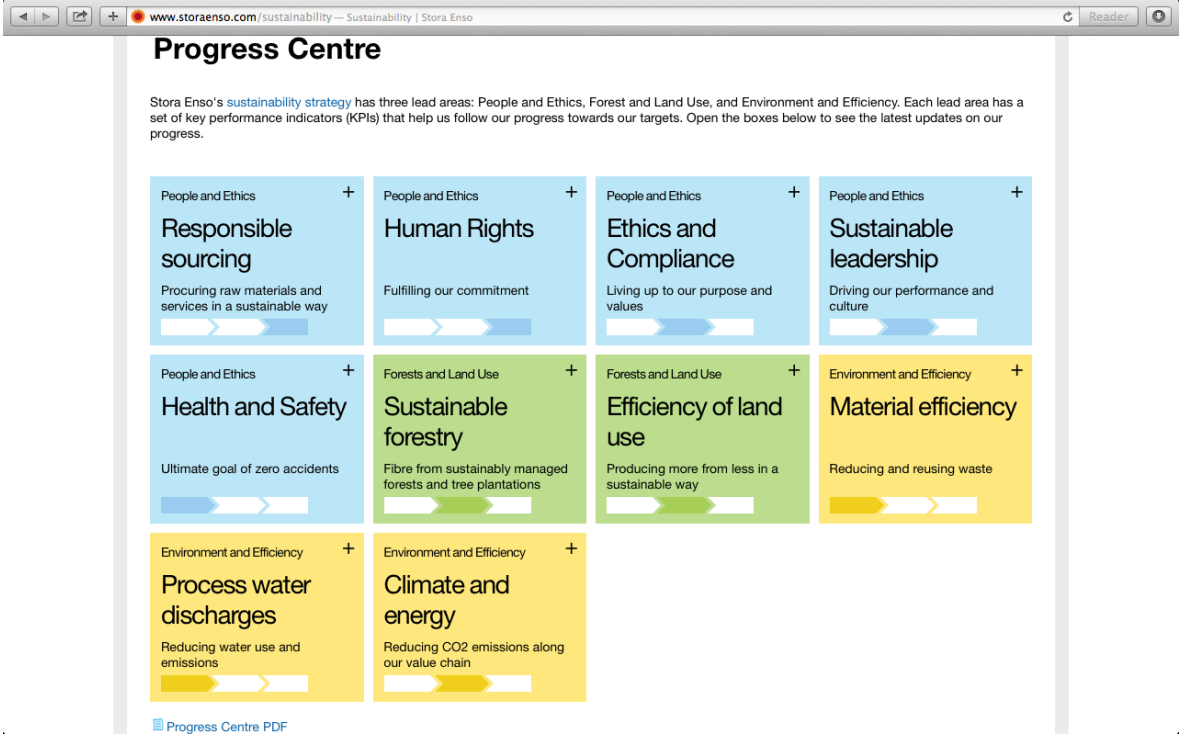 www.storaenso.com/sustainability — Sustainability | Stora Enso
Reader
Progress Centre
Stora Enso's sustainability strategy has three lead areas: People and Ethics, Forest and Land Use, and Environment and Efficiency. Each lead area has a
set of key performance indicators (KPIs) that help us follow our progress towards our targets. Open the boxes below to see the latest updates on our
progress.
People and Ethics
Responsible
sourcing
Procuring raw materials and
services in a sustainable way
People and Ethics
Human Rights
Fulfilling our commitment
People and Ethics
Ethics and
Compliance
Living up to our purpose and
values
People and Ethics
Sustainable
leadership
Driving our performance and
culture
People and Ethics
Health and Safety
Ultimate goal of zero accidents
Forests and Land Use
Sustainable
forestry
Fibre from sustainably managed
forests and tree plantations
Forests and Land Use
Efficiency of land
use
Producing more from less in a
sustainable way
Environment and Efficiency
Material efficiency
Reducing and reusing waste
Environment and Efficiency
Process water
discharges
Reducing water use and
emissions
Environment and Efficiency
Climate and
energy
Reducing CO2 emissions along
our value chain
Progress Centre PDF